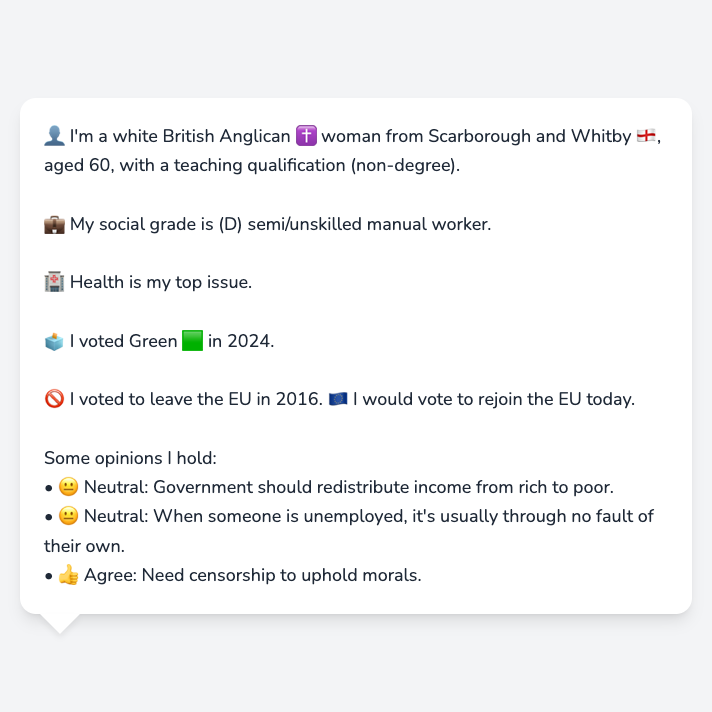 👤 I'm a white British Anglican ✝️ woman from Scarborough and Whitby 🏴󠁧󠁢󠁥󠁮󠁧󠁿,
aged 60, with a teaching qualification (non-degree).
💼 My social grade is (D) semi/unskilled manual worker.
🏥 Health is my top issue.
🗳️ I voted Green 🟩 in 2024.
🚫 I voted to leave the EU in 2016. 🇪🇺 I would vote to rejoin the EU today.
Some opinions I hold:
• 😐 Neutral: Government should redistribute income from rich to poor.
• 😐 Neutral: When someone is unemployed, it's usually through no fault of
their own.
• 👍 Agree: Need censorship to uphold morals.